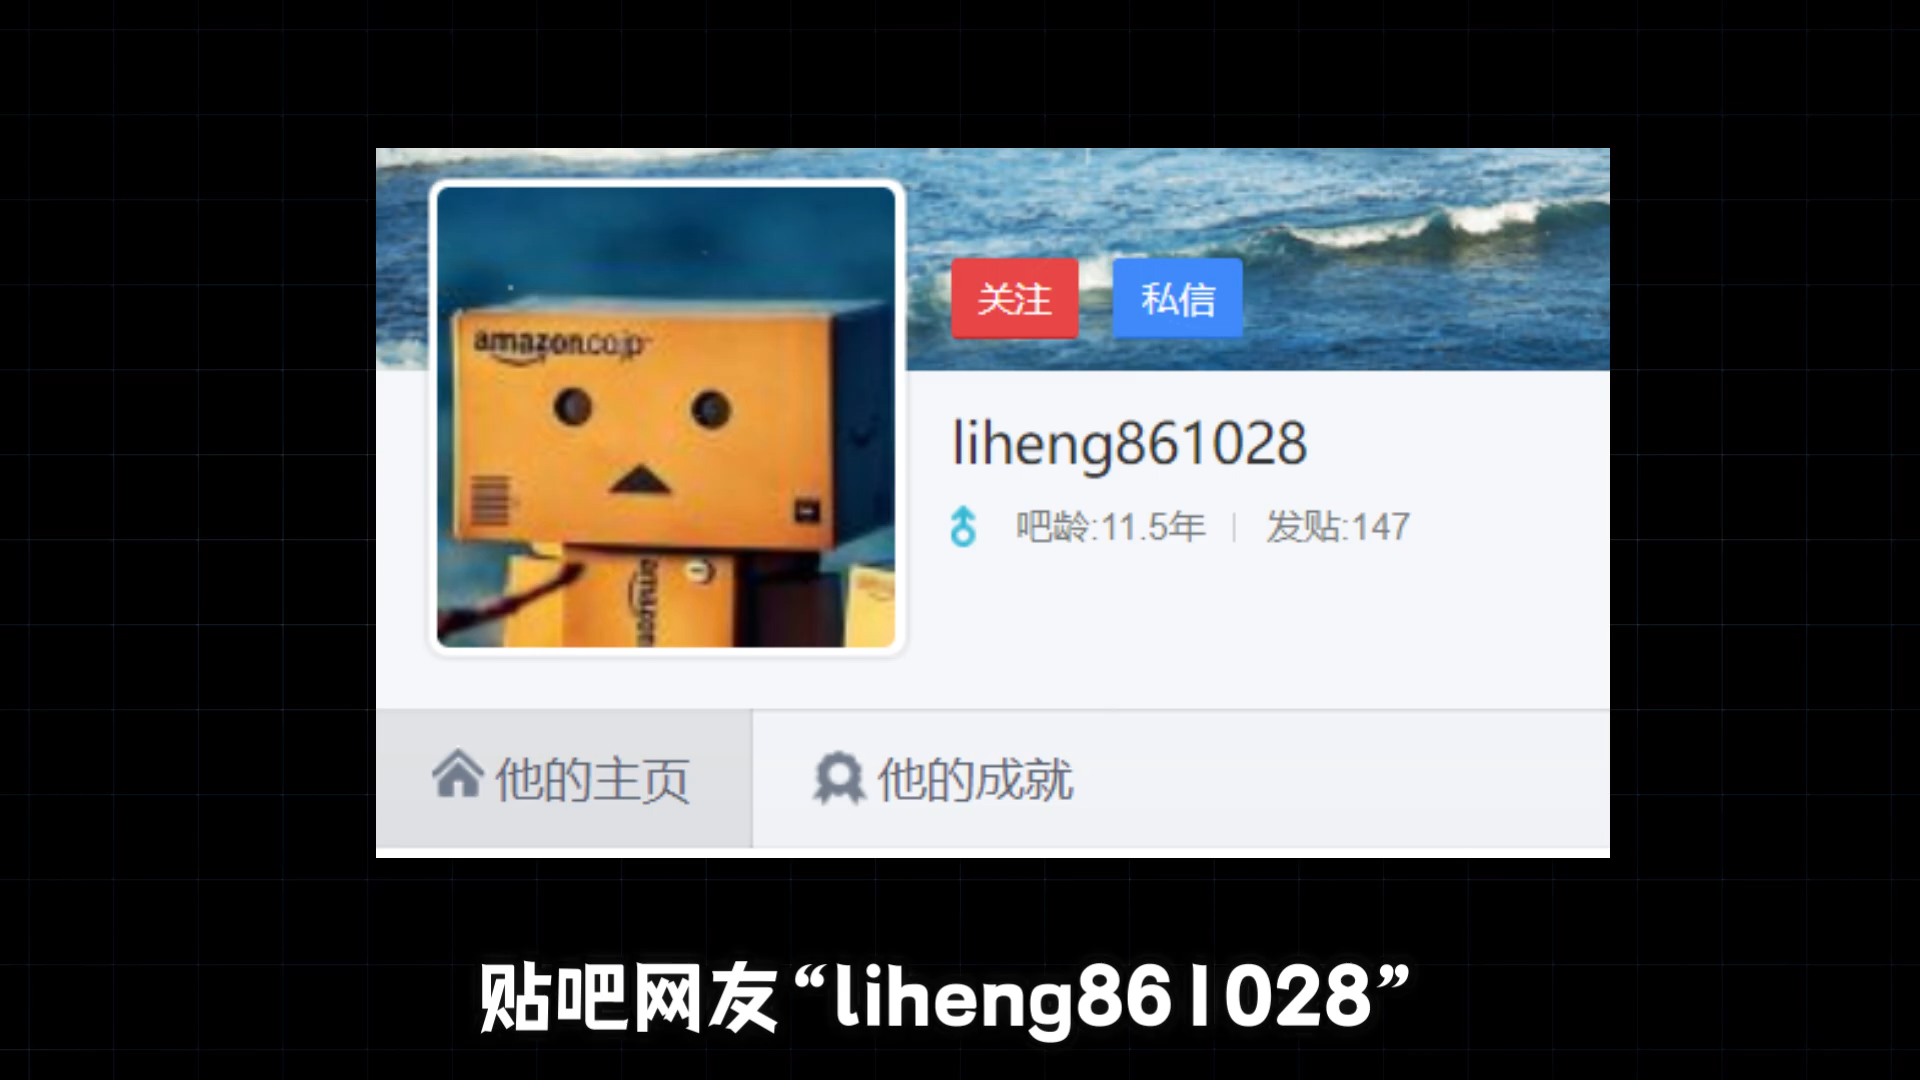 amazon.co.jp
关注 私信
liheng861028
吧龄:11.5年 | 发贴:147
amazon
他的主页 他的成就
贴吧网友“liheng861028”